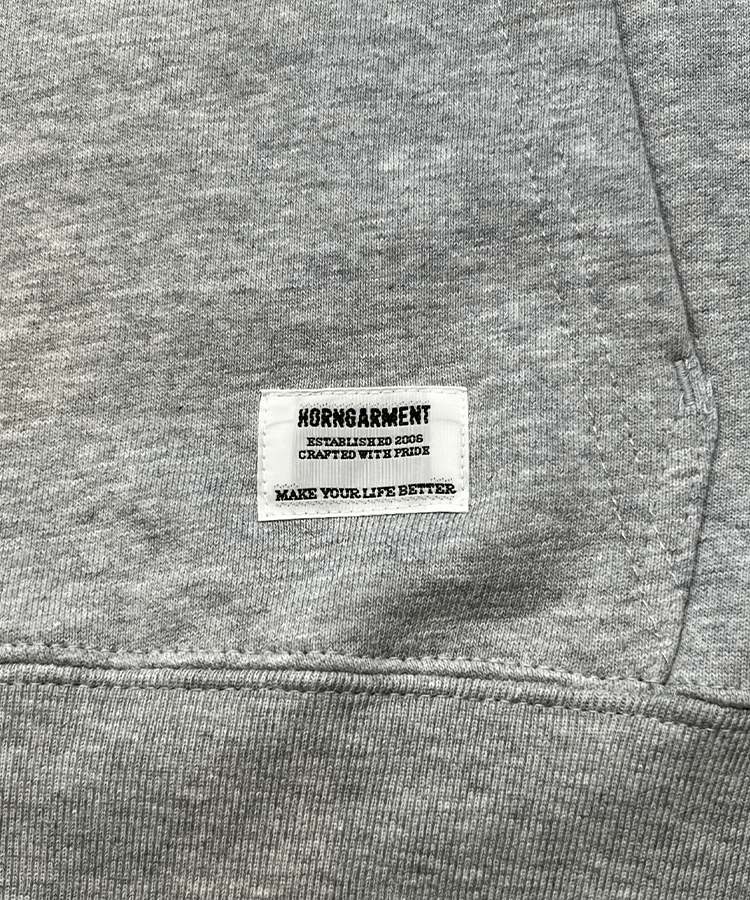 HORNGARMENT
ESTABLISHED 2006
CRAFTED WITH PRIDE
MAKE YOUR LIFE BETTER